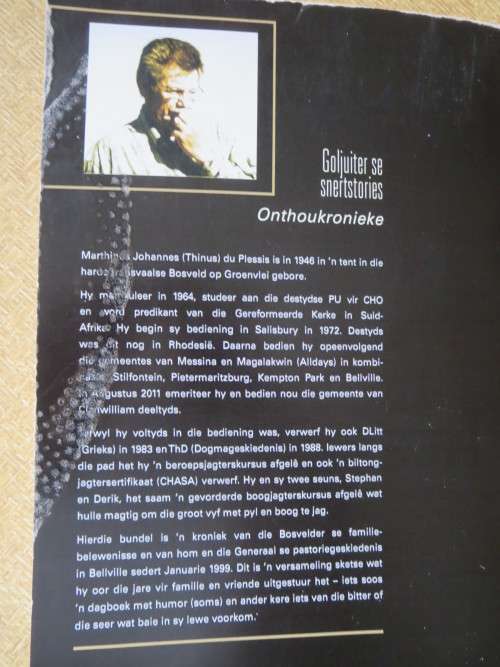 Goljuiter se
snertstories
Onthoukronieke
Marthinus Johannes (Thinus) du Plessis is in 1946 in 'n tent in die
harde Transvaalse Bosveld op Groenvlei gebore.
Hy matrikuleer in 1964, studeer aan die destydse PU vir CHO
en word predikant van die Gereformeerde Kerke in Suid-
Afrika. Hy begin sy bediening in Salisbury in 1972. Destyds
was dit nog in Rhodesië. Daarna bedien hy opeenvolgend
die gemeentes van Messina en Magalakwin (Alldays) in kombi-
nasie, Stilfontein, Pietermaritzburg, Kempton Park en Bellville.
In Augustus 2011 emeriteer hy en bedien nou die gemeente van
Clanwilliam deeltyds.
Terwyl hy voltyds in die bediening was, verwerf hy ook DLitt
(Grieks) in 1983 en ThD (Dogmageskiedenis) in 1988. Iewers langs
die pad het hy 'n beroepsjagterskursus afgelê en ook 'n biltong-
jagtersertifikaat (CHASA) verwerf. Hy en sy twee seuns, Stephan
en Derik, het saam 'n gevorderde boogjagterskursus afgelê wat
hulle magtig om die groot vyf met pyl en boog te jag.
Hierdie bundel is 'n kroniek van die Bosvelder se familie-
belewenisse en van hom en die Generaal se pastoriegeskiedenis
in Bellville sedert Januarie 1999. Dit is 'n versameling sketse wat
hy oor die jare vir familie en vriende uitgestuur het – iets soos
'n dagboek met humor (soms) en ander kere iets van die bitter of
die seer wat baie in sy lewe voorkom.'